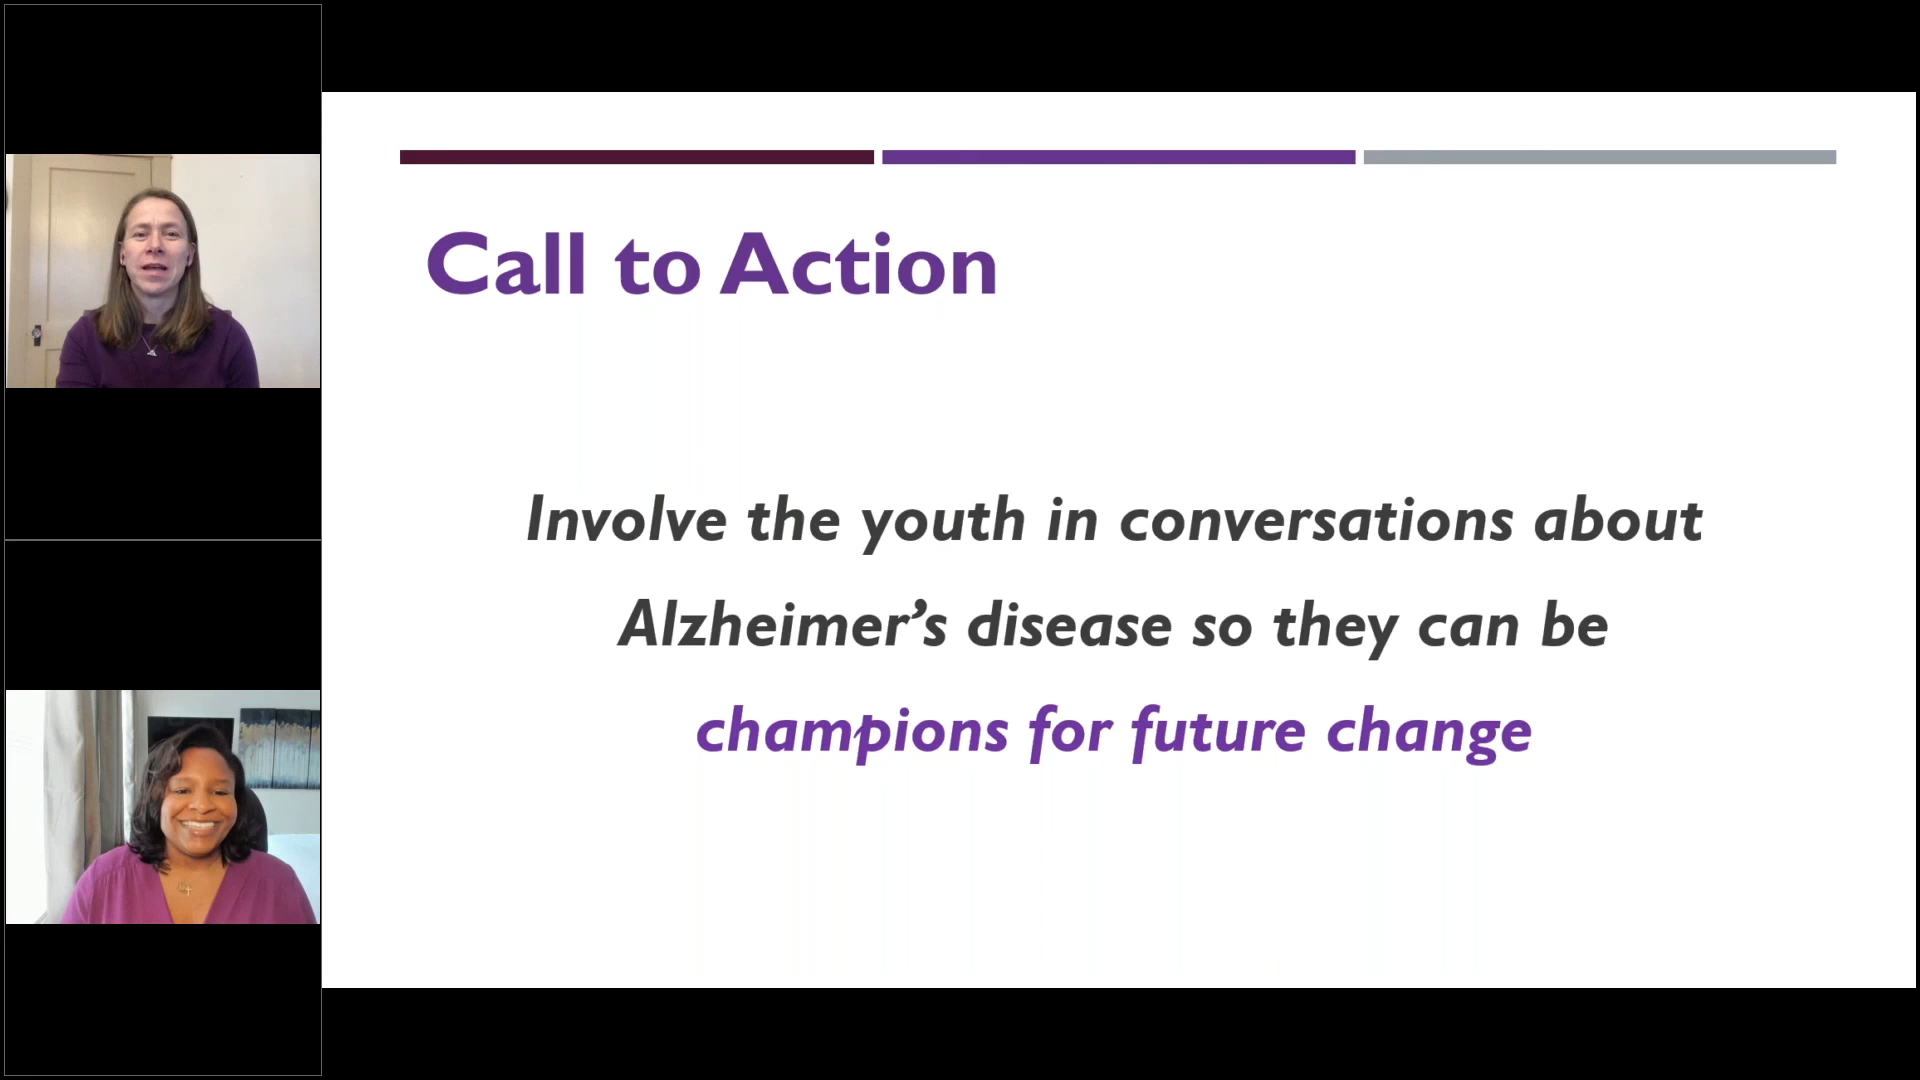 Call to Action
Involve the youth in conversations about
Alzheimer’s disease so they can be
champions for future change